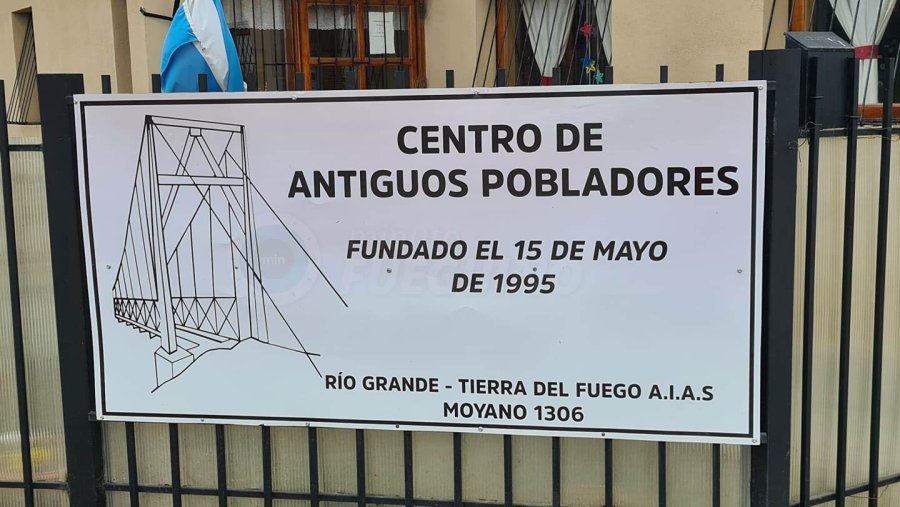 CENTRO DE
ANTIGUOS POBLADORES
FUNDADO EL 15 DE MAYO
DE 1995
RÍO GRANDE - TIERRA DEL FUEGO A.I.A.S
MOYANO 1306